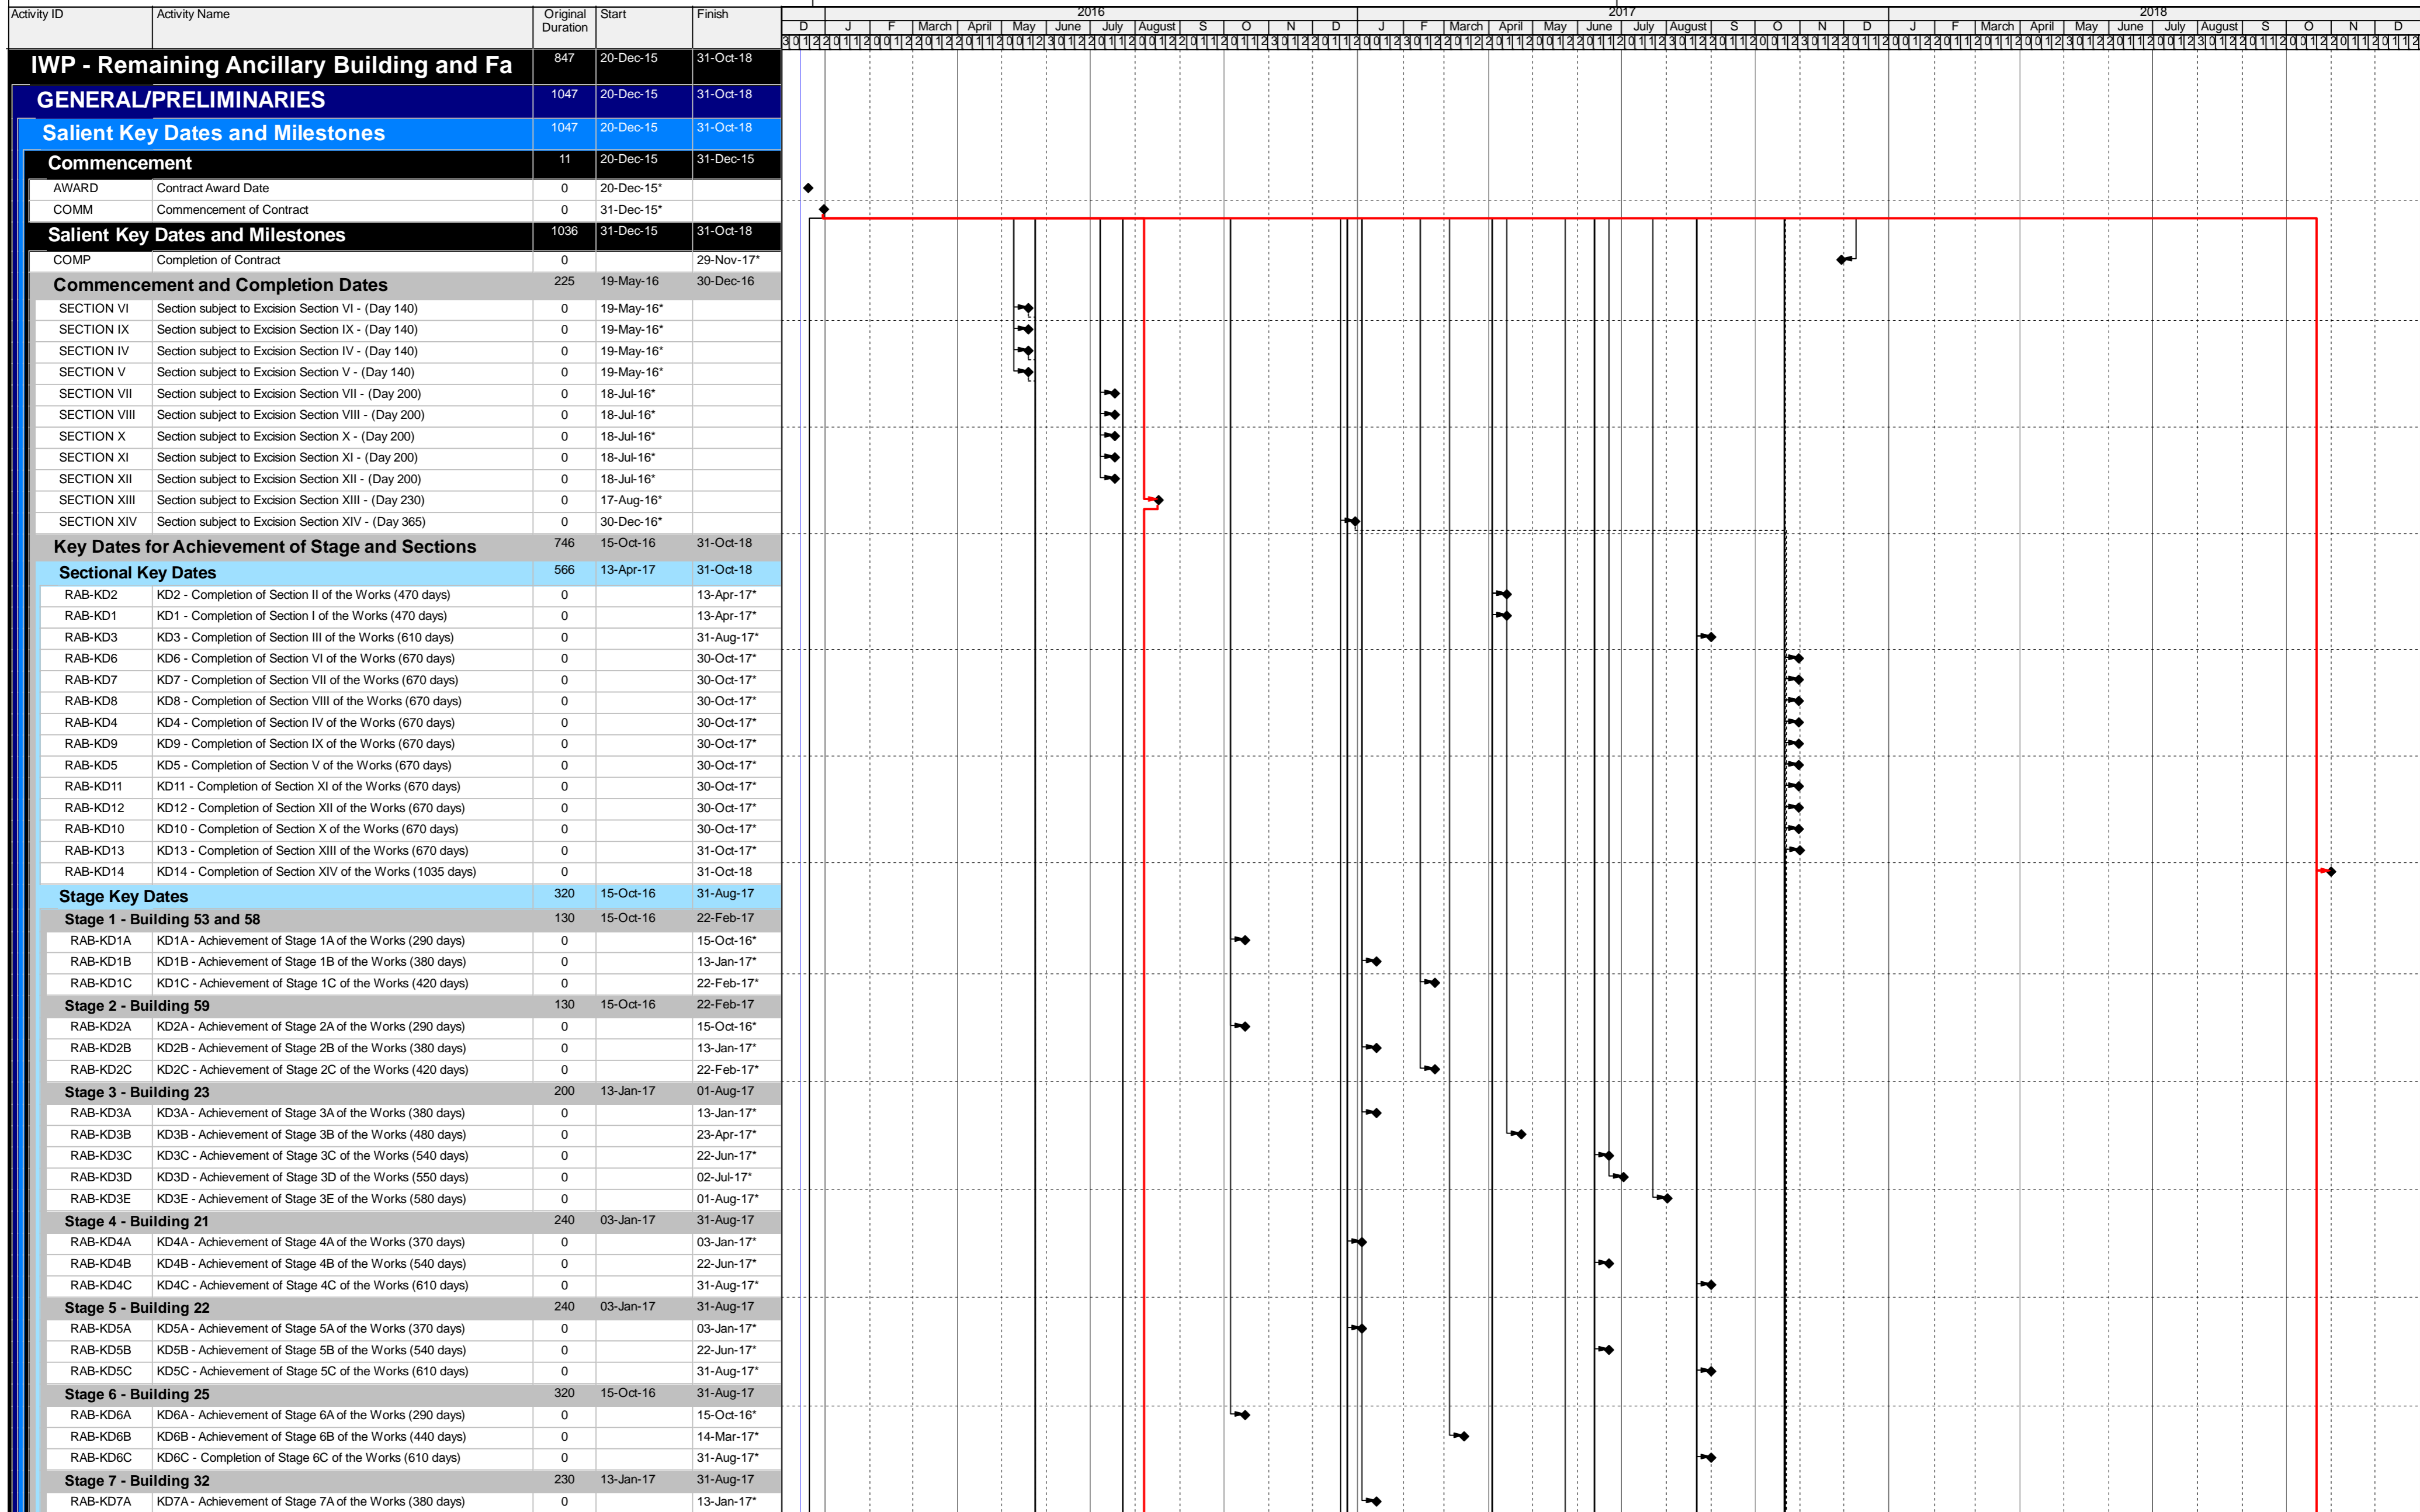 Activity ID Activity Name Original Duration Start Finish 2016 2017 2018
D J F March April May June July August S O N D J F March April May June July August S O N D J F March April May June July August S O N D
IWP - Remaining Ancillary Building and Fa 847 20-Dec-15 31-Oct-18
GENERAL/PRELIMINARIES 1047 20-Dec-15 31-Oct-18
Salient Key Dates and Milestones 1047 20-Dec-15 31-Oct-18
Commencement 11 20-Dec-15 31-Dec-15
AWARD Contract Award Date 0 20-Dec-15*
COMM Commencement of Contract 0 31-Dec-15*
Salient Key Dates and Milestones 1036 31-Dec-15 31-Oct-18
COMP Completion of Contract 0 29-Nov-17*
Commencement and Completion Dates 225 19-May-16 30-Dec-16
SECTION VI Section subject to Excision Section VI - (Day 140) 0 19-May-16*
SECTION IX Section subject to Excision Section IX - (Day 140) 0 19-May-16*
SECTION IV Section subject to Excision Section IV - (Day 140) 0 19-May-16*
SECTION V Section subject to Excision Section V - (Day 140) 0 19-May-16*
SECTION VII Section subject to Excision Section VII - (Day 200) 0 18-Jul-16*
SECTION VIII Section subject to Excision Section VIII - (Day 200) 0 18-Jul-16*
SECTION X Section subject to Excision Section X - (Day 200) 0 18-Jul-16*
SECTION XI Section subject to Excision Section XI - (Day 200) 0 18-Jul-16*
SECTION XII Section subject to Excision Section XII - (Day 200) 0 18-Jul-16*
SECTION XIII Section subject to Excision Section XIII - (Day 230) 0 17-Aug-16*
SECTION XIV Section subject to Excision Section XIV - (Day 365) 0 30-Dec-16*
Key Dates for Achievement of Stage and Sections 746 15-Oct-16 31-Oct-18
Sectional Key Dates 566 13-Apr-17 31-Oct-18
RAB-KD2 KD2 - Completion of Section II of the Works (470 days) 0 13-Apr-17*
RAB-KD1 KD1 - Completion of Section I of the Works (470 days) 0 13-Apr-17*
RAB-KD3 KD3 - Completion of Section III of the Works (610 days) 0 31-Aug-17*
RAB-KD6 KD6 - Completion of Section VI of the Works (670 days) 0 30-Oct-17*
RAB-KD7 KD7 - Completion of Section VII of the Works (670 days) 0 30-Oct-17*
RAB-KD8 KD8 - Completion of Section VIII of the Works (670 days) 0 30-Oct-17*
RAB-KD4 KD4 - Completion of Section IV of the Works (670 days) 0 30-Oct-17*
RAB-KD9 KD9 - Completion of Section IX of the Works (670 days) 0 30-Oct-17*
RAB-KD5 KD5 - Completion of Section V of the Works (670 days) 0 30-Oct-17*
RAB-KD11 KD11 - Completion of Section XI of the Works (670 days) 0 30-Oct-17*
RAB-KD12 KD12 - Completion of Section XII of the Works (670 days) 0 30-Oct-17*
RAB-KD10 KD10 - Completion of Section X of the Works (670 days) 0 30-Oct-17*
RAB-KD13 KD13 - Completion of Section XIII of the Works (670 days) 0 31-Oct-17*
RAB-KD14 KD14 - Completion of Section XIV of the Works (1035 days) 0 31-Oct-18
Stage Key Dates 320 15-Oct-16 31-Aug-17
Stage 1 - Building 53 and 58 130 15-Oct-16 22-Feb-17
RAB-KD1A KD1A - Achievement of Stage 1A of the Works (290 days) 0 15-Oct-16*
RAB-KD1B KD1B - Achievement of Stage 1B of the Works (380 days) 0 13-Jan-17*
RAB-KD1C KD1C - Achievement of Stage 1C of the Works (420 days) 0 22-Feb-17*
Stage 2 - Building 59 130 15-Oct-16 22-Feb-17
RAB-KD2A KD2A - Achievement of Stage 2A of the Works (290 days) 0 15-Oct-16*
RAB-KD2B KD2B - Achievement of Stage 2B of the Works (380 days) 0 13-Jan-17*
RAB-KD2C KD2C - Achievement of Stage 2C of the Works (420 days) 0 22-Feb-17*
Stage 3 - Building 23 200 13-Jan-17 01-Aug-17
RAB-KD3A KD3A - Achievement of Stage 3A of the Works (380 days) 0 13-Jan-17*
RAB-KD3B KD3B - Achievement of Stage 3B of the Works (480 days) 0 23-Apr-17*
RAB-KD3C KD3C - Achievement of Stage 3C of the Works (540 days) 0 22-Jun-17*
RAB-KD3D KD3D - Achievement of Stage 3D of the Works (550 days) 0 02-Jul-17*
RAB-KD3E KD3E - Achievement of Stage 3E of the Works (580 days) 0 01-Aug-17*
Stage 4 - Building 21 240 03-Jan-17 31-Aug-17
RAB-KD4A KD4A - Achievement of Stage 4A of the Works (370 days) 0 03-Jan-17*
RAB-KD4B KD4B - Achievement of Stage 4B of the Works (540 days) 0 22-Jun-17*
RAB-KD4C KD4C - Achievement of Stage 4C of the Works (610 days) 0 31-Aug-17*
Stage 5 - Building 22 240 03-Jan-17 31-Aug-17
RAB-KD5A KD5A - Achievement of Stage 5A of the Works (370 days) 0 03-Jan-17*
RAB-KD5B KD5B - Achievement of Stage 5B of the Works (540 days) 0 22-Jun-17*
RAB-KD5C KD5C - Achievement of Stage 5C of the Works (610 days) 0 31-Aug-17*
Stage 6 - Building 25 320 15-Oct-16 31-Aug-17
RAB-KD6A KD6A - Achievement of Stage 6A of the Works (290 days) 0 15-Oct-16*
RAB-KD6B KD6B - Achievement of Stage 6B of the Works (440 days) 0 14-Mar-17*
RAB-KD6C KD6C - Completion of Stage 6C of the Works (610 days) 0 31-Aug-17*
Stage 7 - Building 32 230 13-Jan-17 31-Aug-17
RAB-KD7A KD7A - Achievement of Stage 7A of the Works (380 days) 0 13-Jan-17*